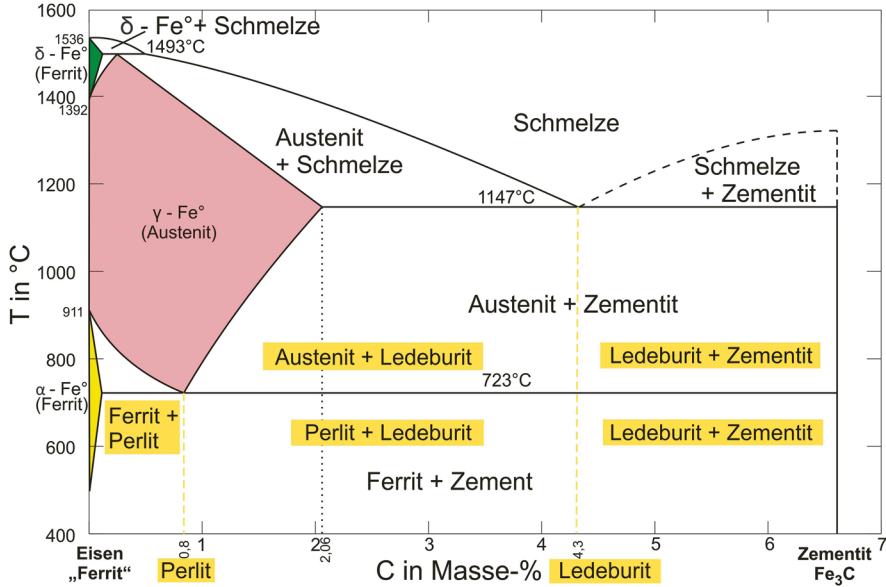 T in °C
δ - Fe° + Schmelze
1536
1493°C
δ - Fe°
(Ferrit)
1400
1392
Schmelze
Austenit
+ Schmelze
Schmelze
+ Zementit
1200
1147°C
γ - Fe°
(Austenit)
1000
Austenit + Zementit
911
800
Austenit + Ledeburit
Ledeburit + Zementit
723°C
α - Fe°
(Ferrit)
Ferrit +
Perlit
Perlit + Ledeburit
Ledeburit + Zementit
600
Ferrit + Zement
400
0,8
1
2
2,06
3
4
4,3
5
6
7
Eisen
„Ferrit“
Perlit
C in Masse-%
Ledeburit
Zementit
Fe₃C